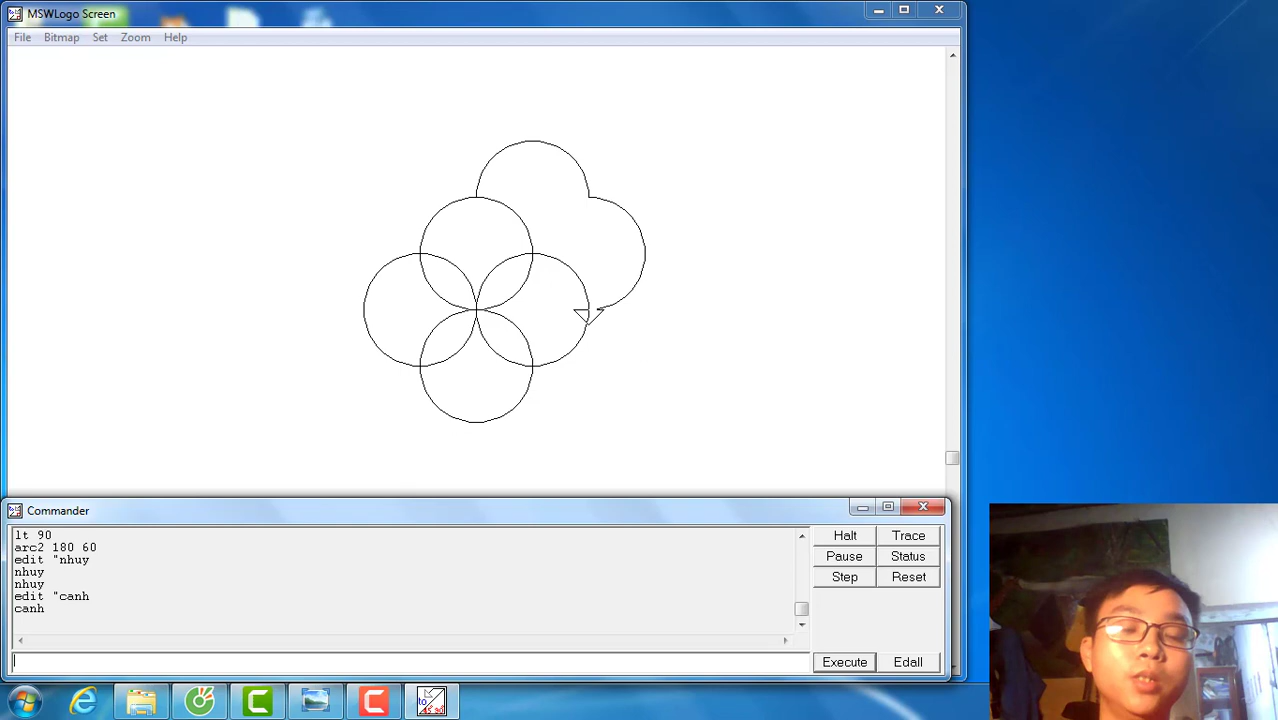 MSWLogo Screen
File Bitmap Set Zoom Help
Commander
lt 90
arc2 180 60
edit "nhuy
nhuy
nhuy
edit "canh
canh
Halt Trace
Pause Status
Step Reset
Execute Edall